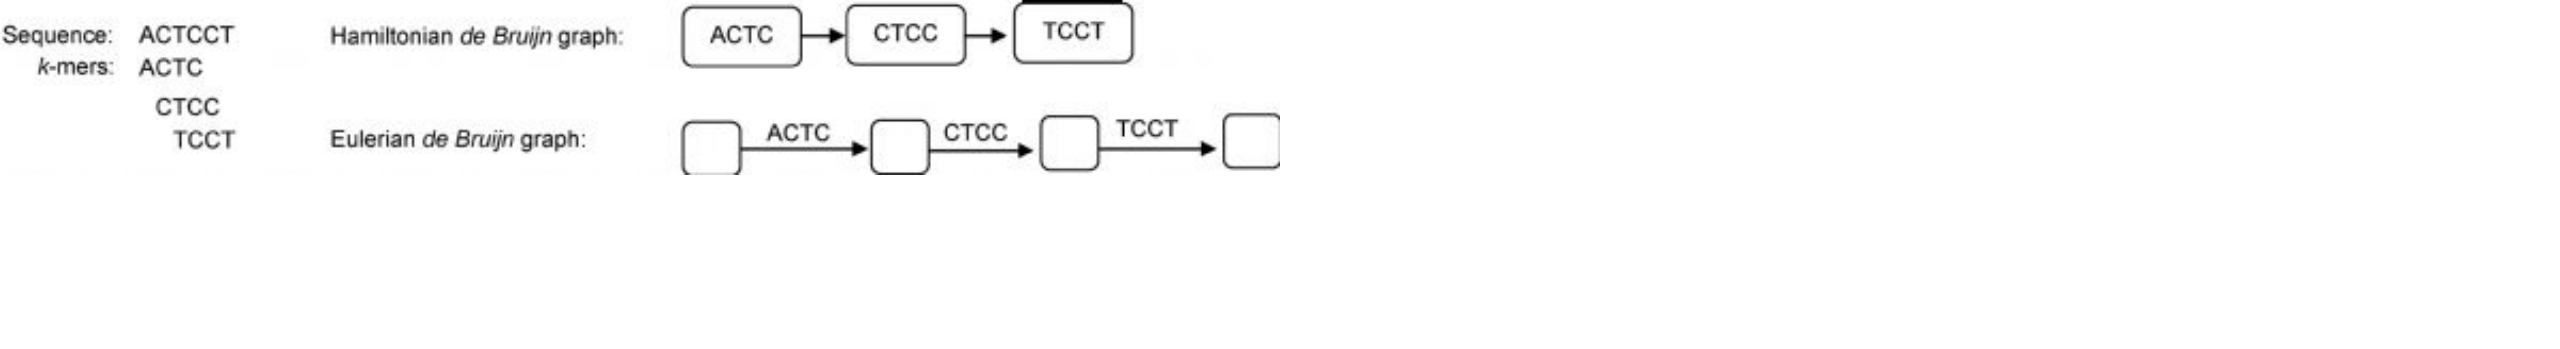 Sequence: ACTCCT Hamiltonian de Bruijn graph: ACTC CTCC TCCT
k-mers: ACTC
CTCC
TCCT Eulerian de Bruijn graph: ACTC CTCC TCCT